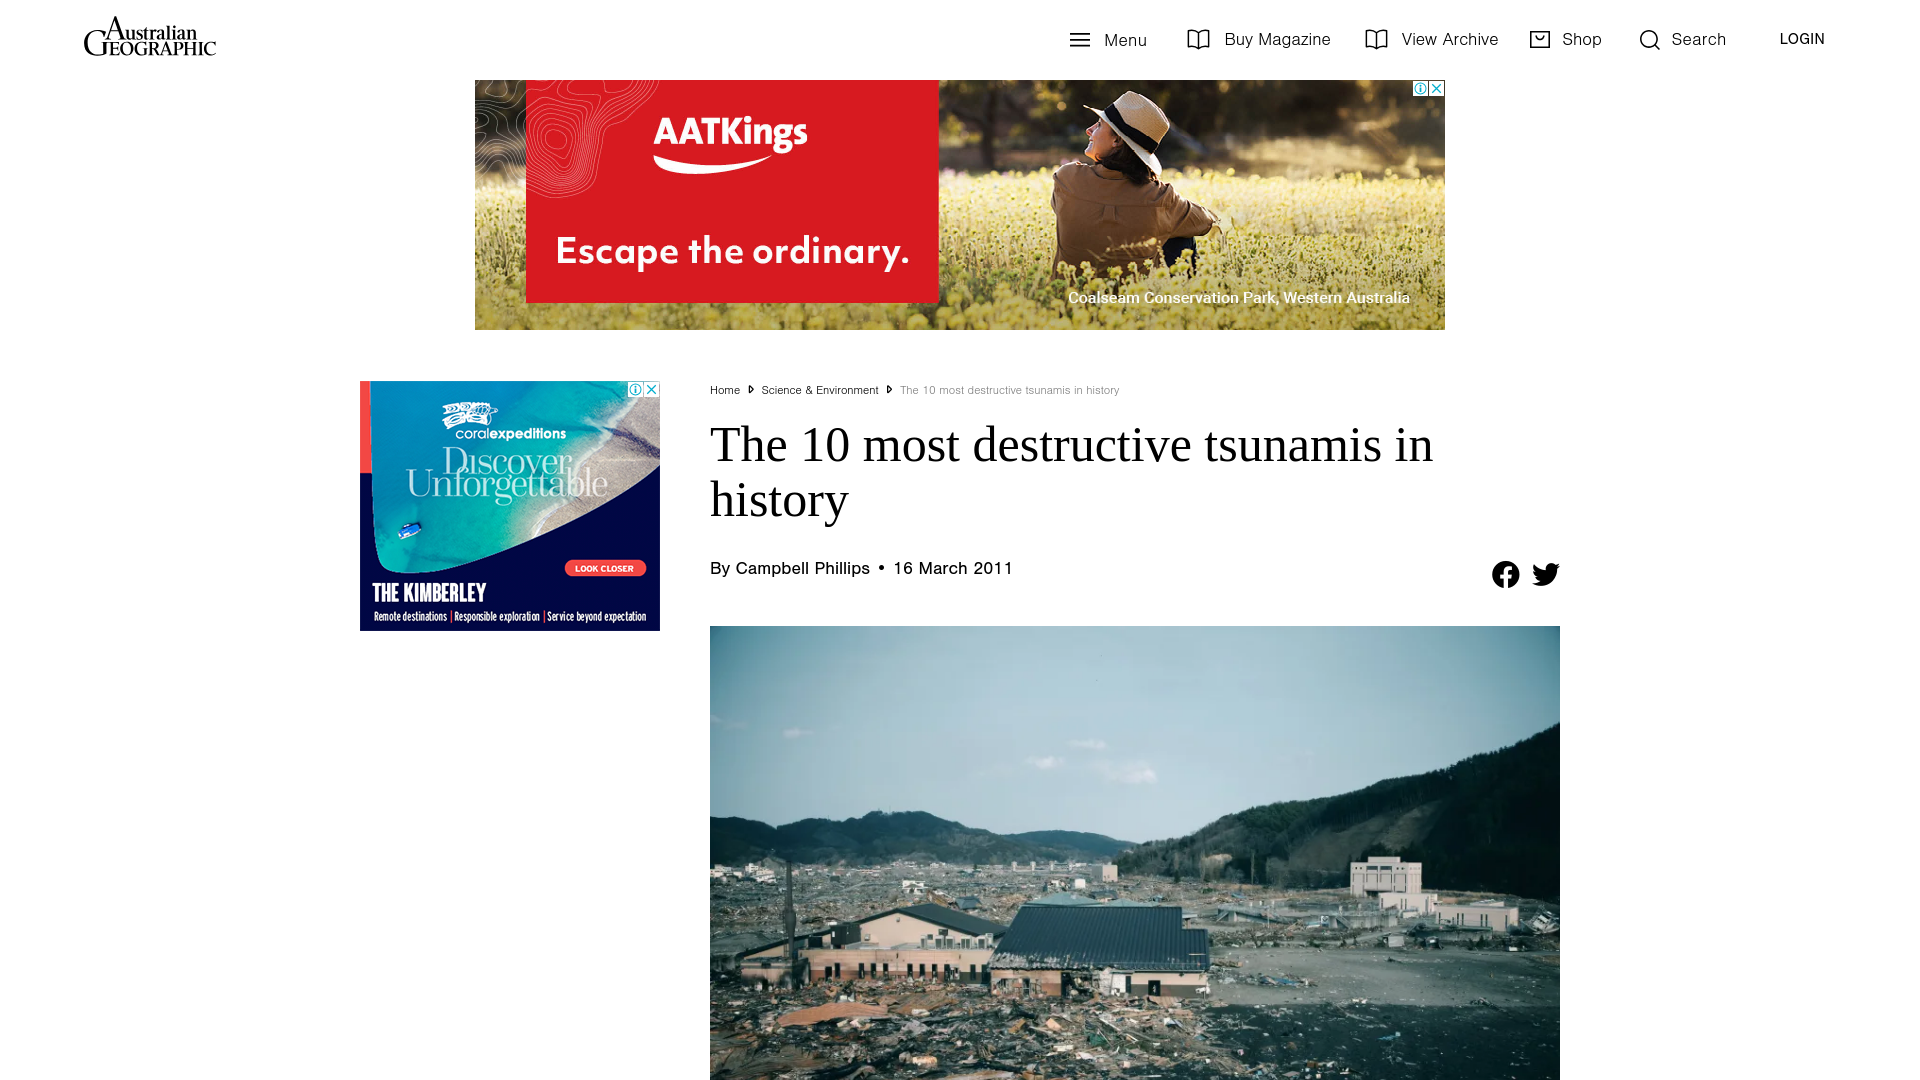 Australian
GEOGRAPHIC
Menu
Buy Magazine
View Archive
Shop
Search
LOGIN
AATKings
Escape the ordinary.
Coalseam Conservation Park, Western Australia
coralexpeditions
Discover
Unforgettable
LOOK CLOSER
THE KIMBERLEY
Remote destinations | Responsible exploration | Service beyond expectation
Home
Science & Environment
The 10 most destructive tsunamis in history
The 10 most destructive tsunamis in
history
By Campbell Phillips • 16 March 2011